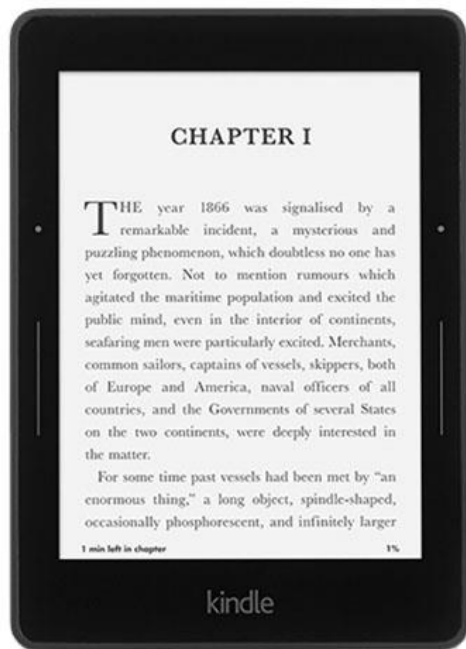 CHAPTER I
THE year 1866 was signalised by a
remarkable incident, a mysterious and
puzzling phenomenon, which doubtless no one has
yet forgotten. Not to mention rumours which
agitated the maritime population and excited the
public mind, even in the interior of continents,
seafaring men were particularly excited. Merchants,
common sailors, captains of vessels, skippers, both
of Europe and America, naval officers of all
countries, and the Governments of several States
on the two continents, were deeply interested in
the matter.
For some time past vessels had been met by “an
enormous thing,” a long object, spindle-shaped,
occasionally phosphorescent, and infinitely larger
1 min left in chapter 1%
kindle